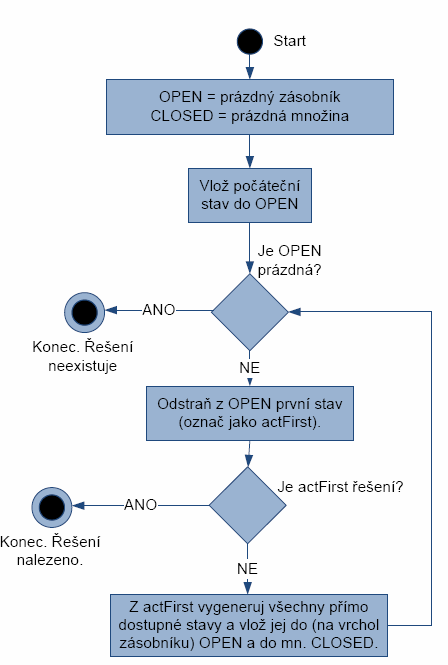 Start
OPEN = prázdný zásobník
CLOSED = prázdná množina
Vlož počáteční
stav do OPEN
Je OPEN
prázdná?
ANO
Konec. Řešení
neexistuje
NE
Odstraň z OPEN první stav
(označ jako actFirst).
Je actFirst řešení?
ANO
Konec. Řešení
nalezeno.
NE
Z actFirst vygeneruj všechny přímo
dostupné stavy a vlož jej do (na vrchol
zásobníku) OPEN a do mn. CLOSED.